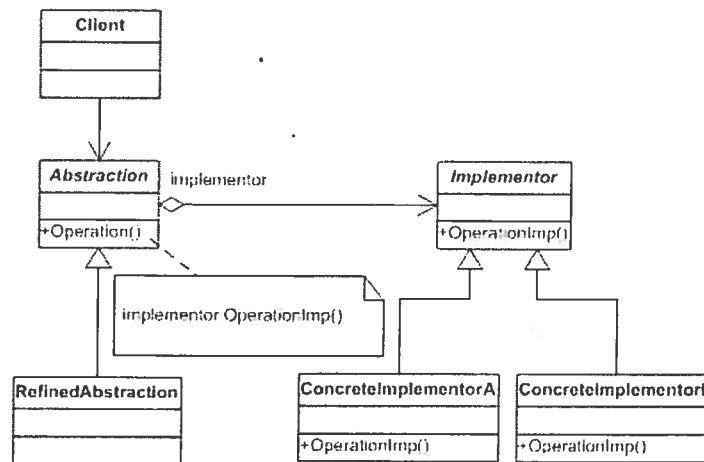 Client
Abstraction
implementor
Implementor
+Operation()
+OperationImp()
implementor OperationImp()
RefinedAbstraction
ConcreteImplementorA
+OperationImp()
+OperationImp()